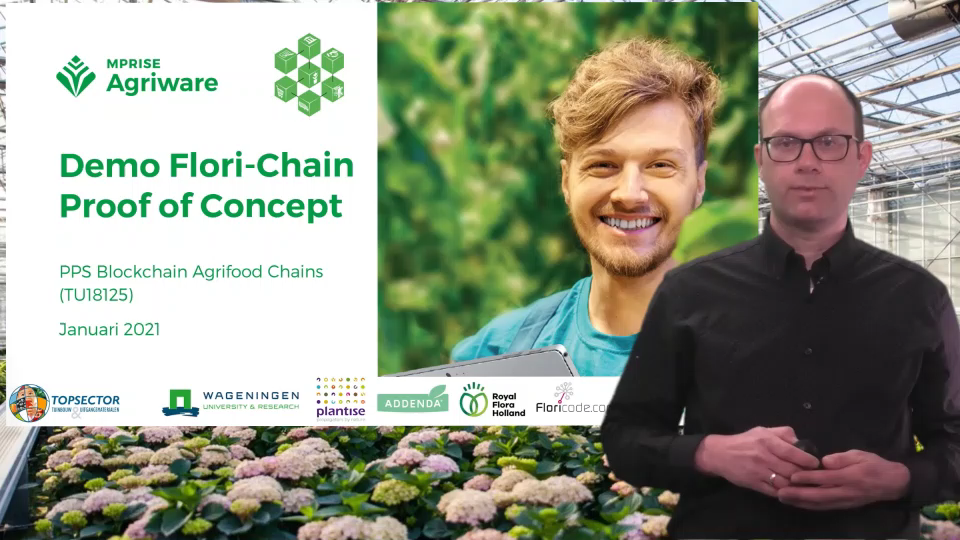 MPRISE
Agriware
Demo Flori-Chain
Proof of Concept
PPS Blockchain Agrifood Chains
(TU18125)
Januari 2021
TOPSECTOR
TUINBOUW & UITGANGSMATERIALEN
WAGENINGEN
UNIVERSITY & RESEARCH
plantise
ADDENDA
Royal
Flora
Holland
Floricode.co